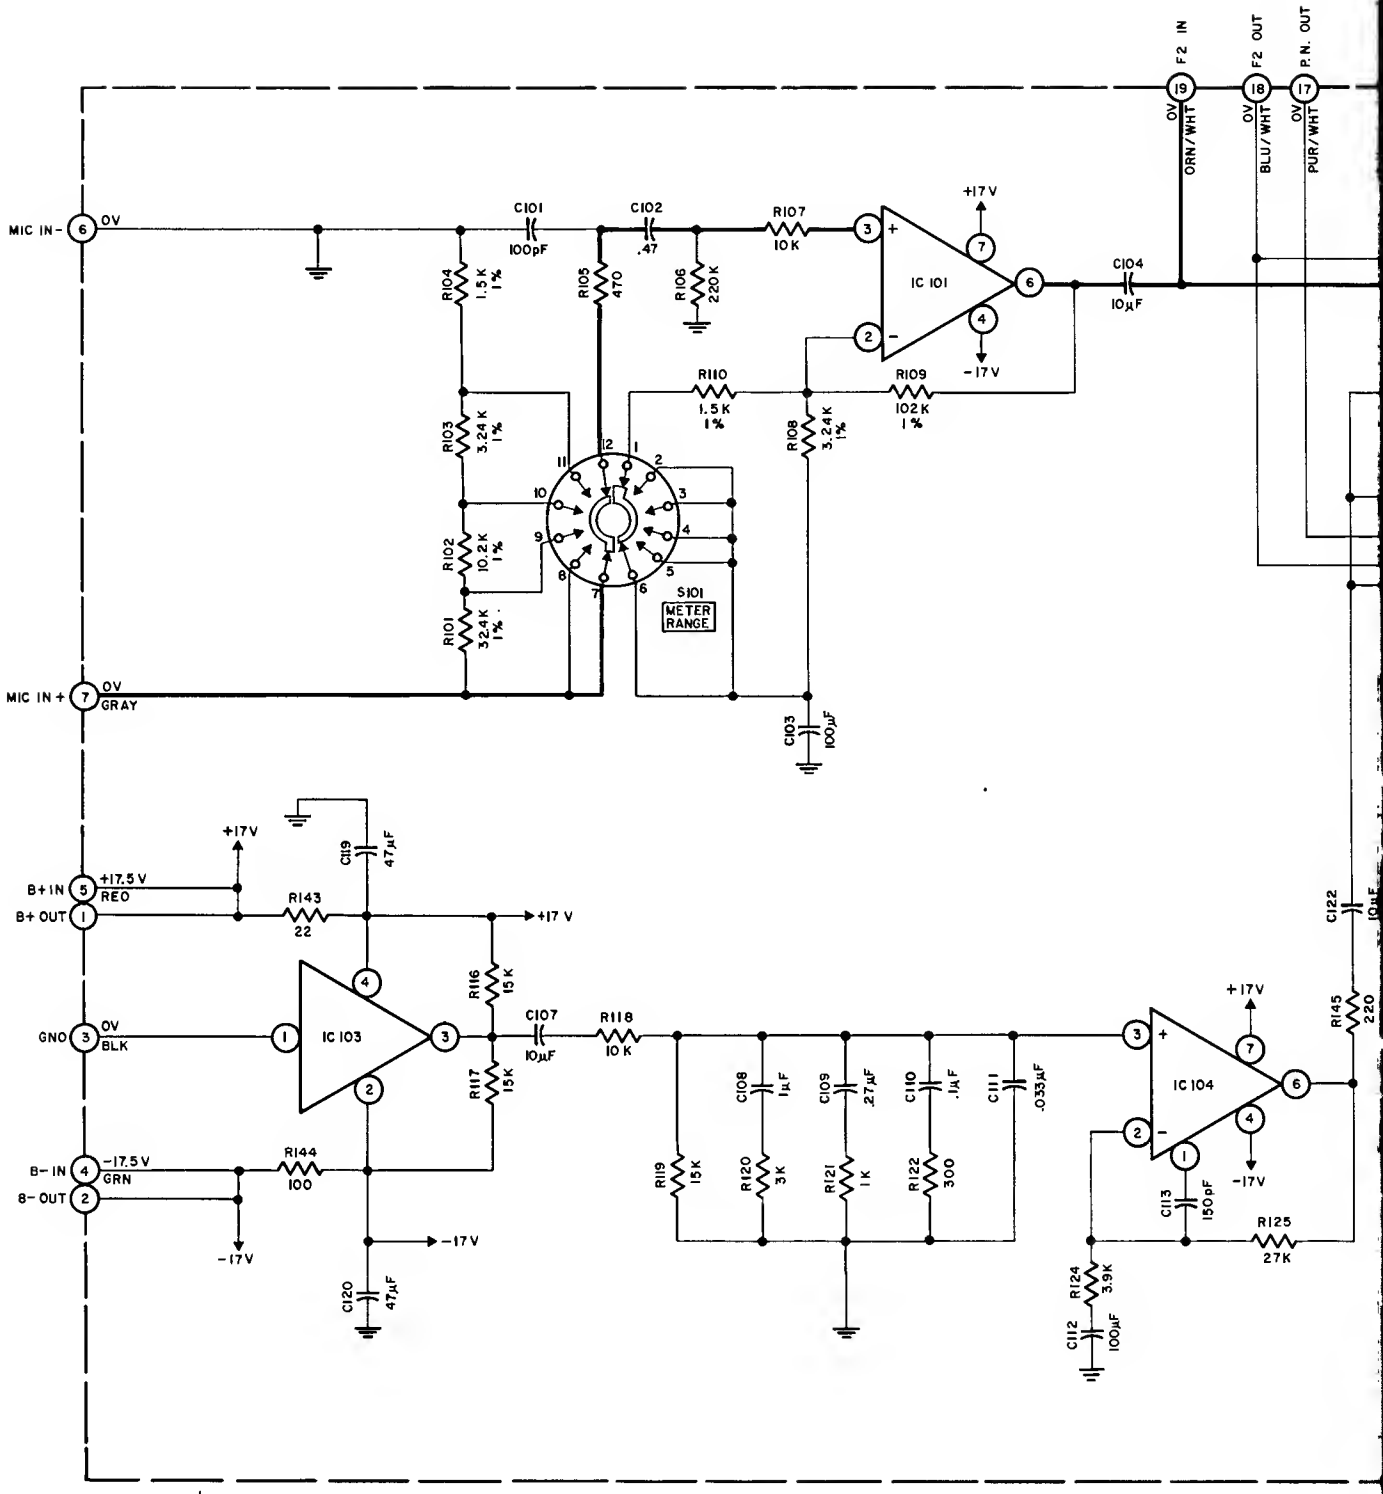 F2 IN
F2 OUT
P.N. OUT
19
18
17
0V
ORN/WHT
0V
BLU/WHT
0V
PUR/WHT
MIC IN-
6
0V
C101
100pF
C102
.47
R107
10K
3
+
+17V
7
IC 101
6
4
-17V
2
-
C104
10µF
R104
1.5K
1%
R105
470
R106
220K
R110
1.5K
1%
R109
102K
1%
R108
3.24K
1%
R103
3.24K
1%
R102
10.2K
1%
R101
32.4K
1%
12
1
2
3
4
5
6
7
8
9
10
11
S101
METER
RANGE
MIC IN+
7
0V
GRAY
C103
100µF
+17V
C119
47µF
B+IN
5
+17.5V
RED
B+OUT
1
R143
22
+17V
4
R116
15K
GND
3
0V
BLK
1
IC103
3
2
R117
15K
C107
10µF
R118
10K
B-IN
4
-17.5V
GRN
R144
100
8-OUT
2
-17V
-17V
C120
47µF
R119
15K
C108
1µF
R120
3K
C109
.27µF
R121
1K
C110
.1µF
R122
300
C111
.033µF
3
+
+17V
7
IC104
6
4
-17V
2
-
1
C113
150pF
R125
27K
R124
3.9K
C112
100µF
C122
10µF
R145
220